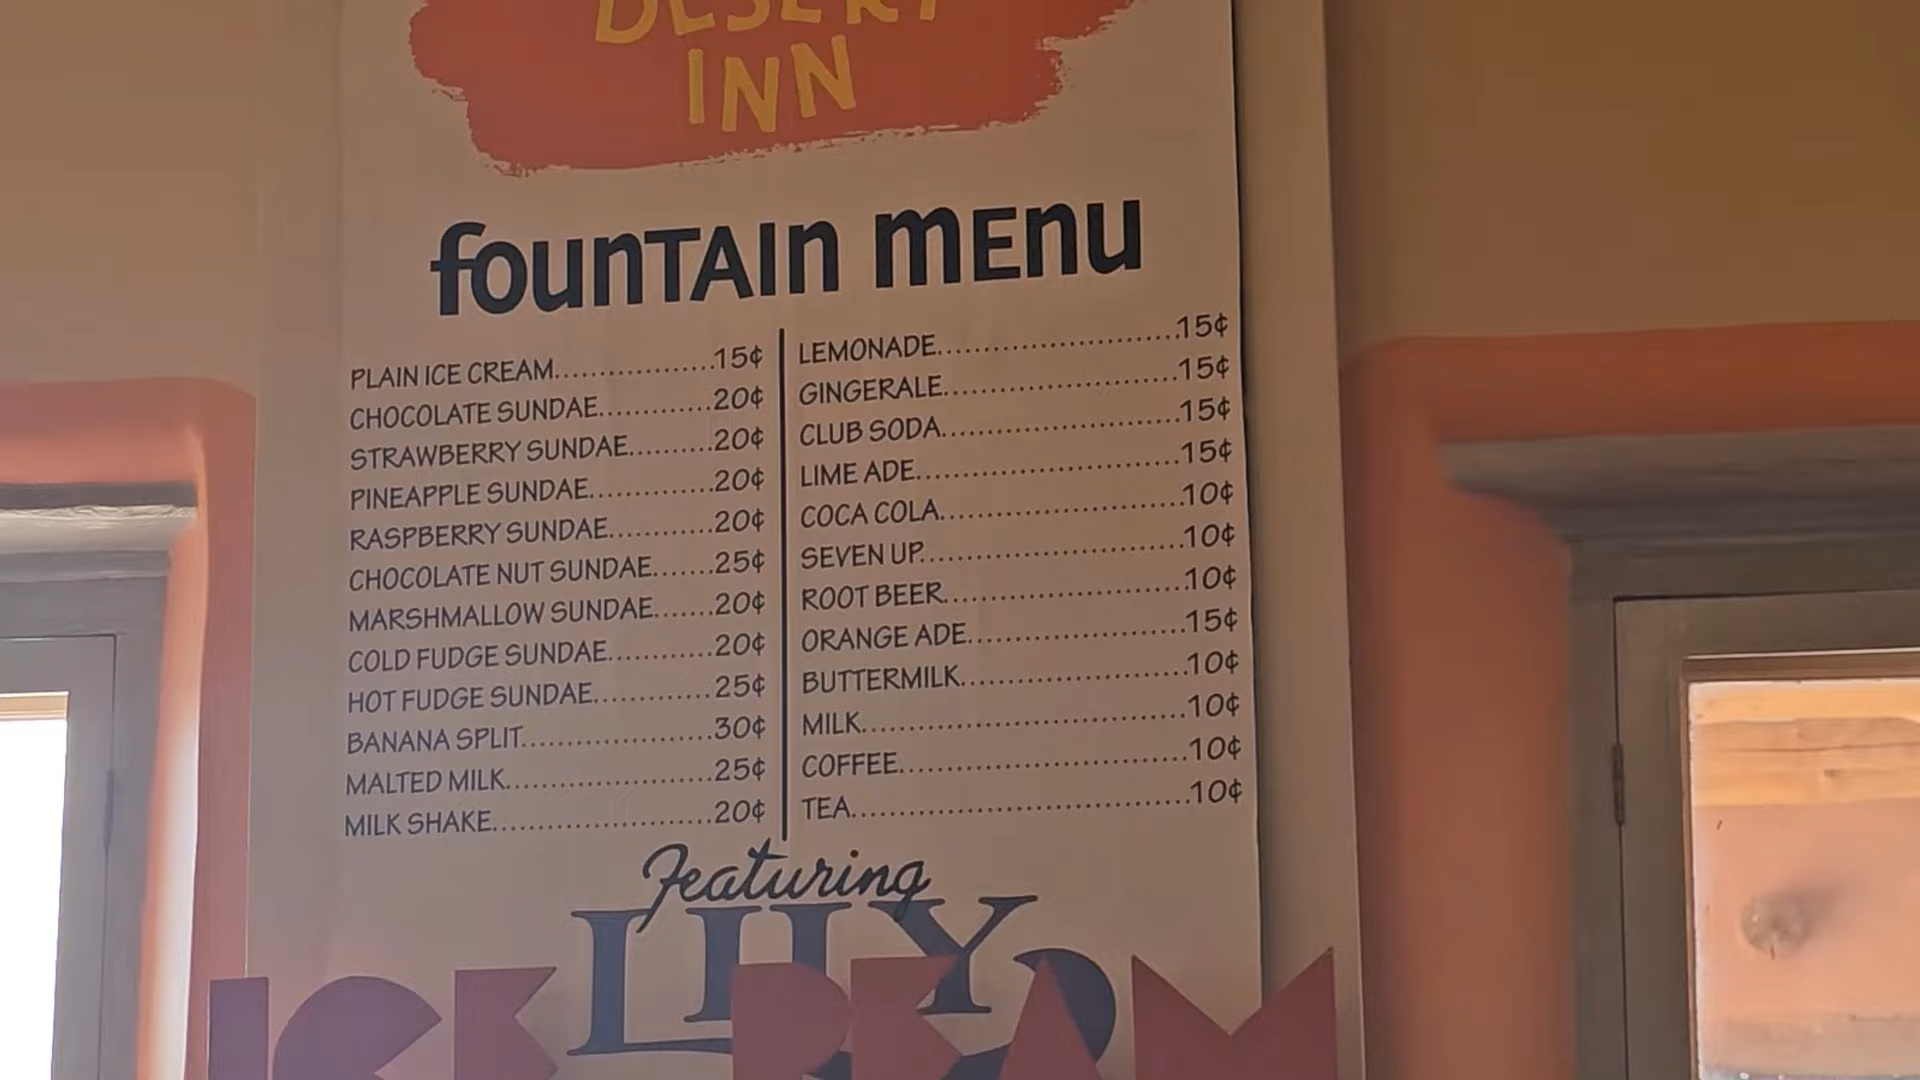 DESERT
INN
fountain menu
PLAIN ICE CREAM................15¢
CHOCOLATE SUNDAE...........20¢
STRAWBERRY SUNDAE........20¢
PINEAPPLE SUNDAE............20¢
RASPBERRY SUNDAE..........20¢
CHOCOLATE NUT SUNDAE......25¢
MARSHMALLOW SUNDAE......20¢
COLD FUDGE SUNDAE..........20¢
HOT FUDGE SUNDAE............25¢
BANANA SPLIT...................30¢
MALTED MILK....................25¢
MILK SHAKE......................20¢
LEMONADE........................15¢
GINGERALE.......................15¢
CLUB SODA.......................15¢
LIME ADE..........................15¢
COCA COLA.......................10¢
SEVEN UP..........................10¢
ROOT BEER.......................10¢
ORANGE ADE.....................15¢
BUTTERMILK......................10¢
MILK................................10¢
COFFEE............................10¢
TEA.................................10¢
Featuring
LILY
ICE CREAM